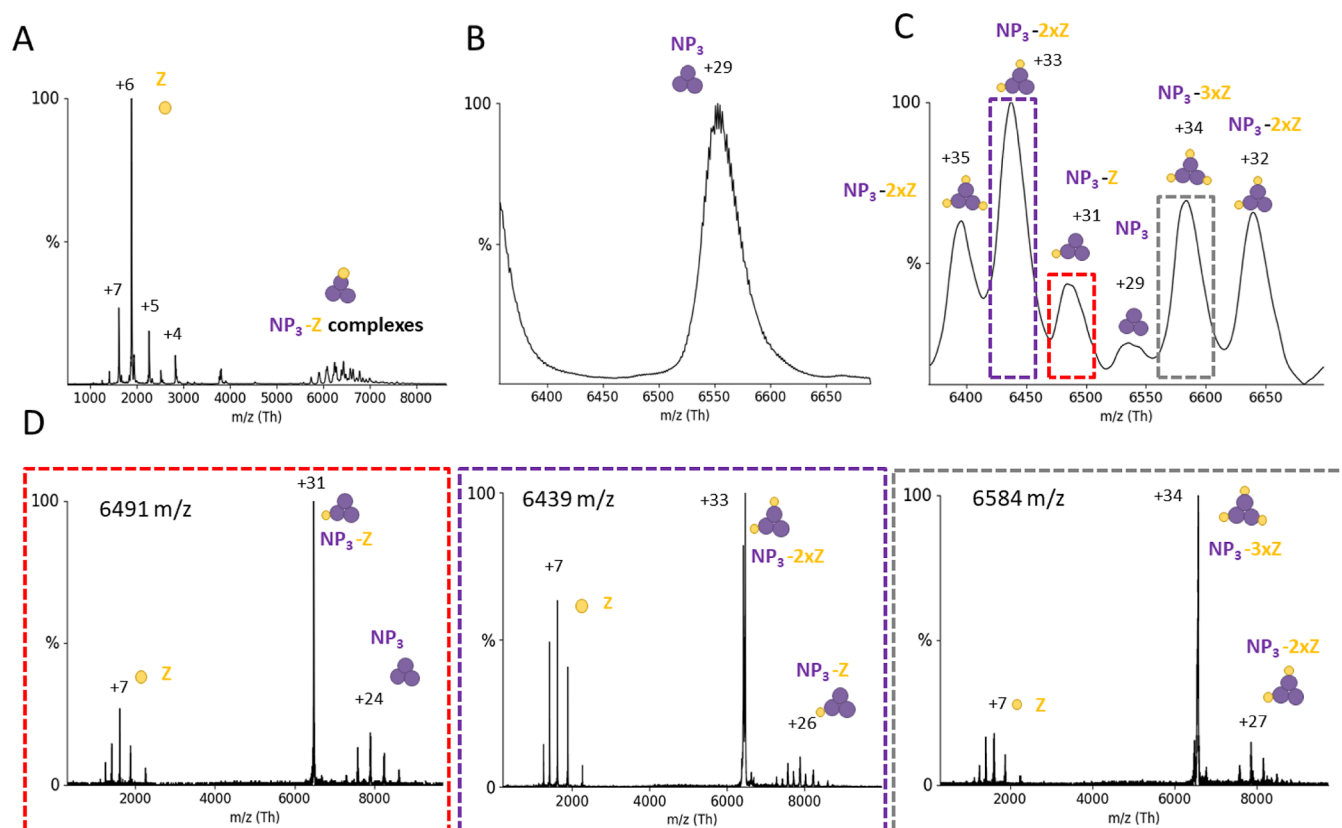 A
+6
Z
100
%
+7
+5
+4
NP3-Z complexes
1000 2000 3000 4000 5000 6000 7000 8000
m/z (Th)
B
NP3
+29
100
%
6400 6450 6500 6550 6600 6650
m/z (Th)
C
NP3-2xZ
+33
100
NP3-3xZ
+34
NP3-2xZ
+32
+35
NP3-2xZ
NP3-Z
+31
NP3
+29
%
6400 6450 6500 6550 6600 6650
m/z (Th)
D
6491 m/z
100
+31
NP3-Z
%
+7
Z
NP3
+24
0
2000 4000 6000 8000
m/z (Th)
6439 m/z
100
+33
NP3-2xZ
%
+7
Z
NP3-Z
+26
0
2000 4000 6000 8000
m/z (Th)
6584 m/z
100
+34
NP3-3xZ
%
+7
Z
NP3-2xZ
+27
0
2000 4000 6000 8000
m/z (Th)